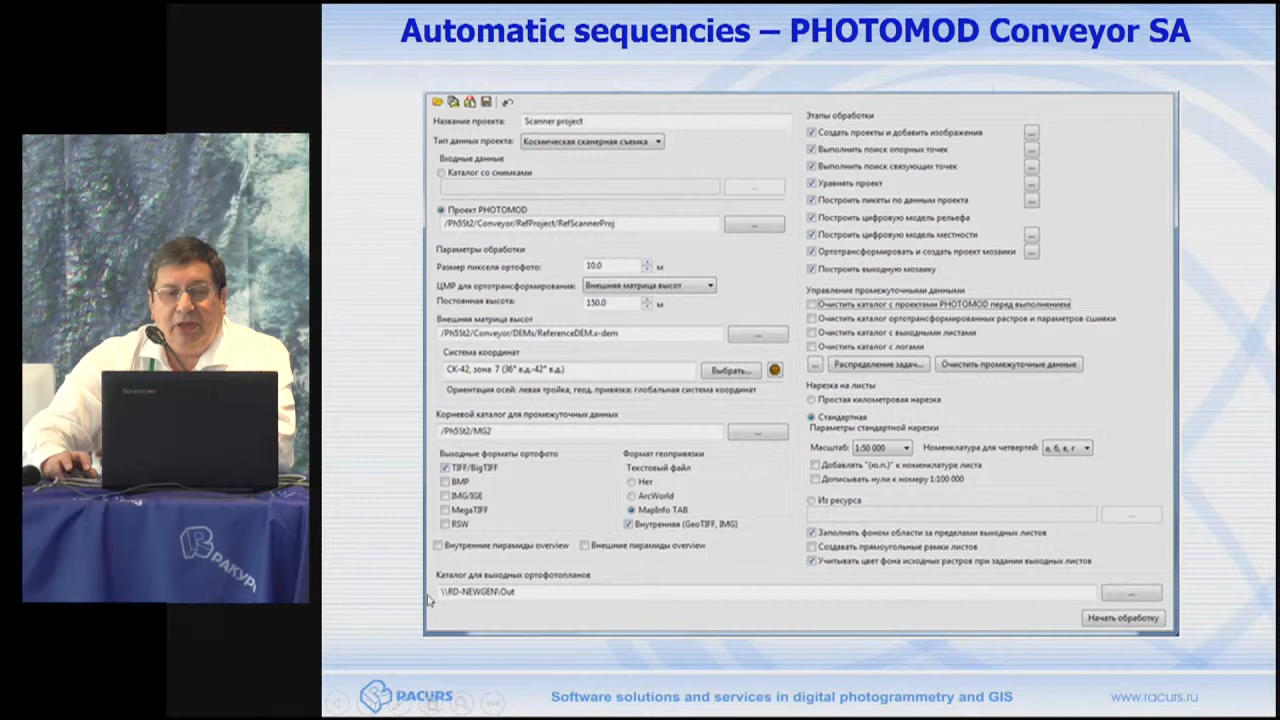 Automatic sequencies – PHOTOMOD Conveyor SA
Название проекта: Scanner project
Тип данных проекта: Космическая сканерная съемка
Входные данные
Каталог со снимками
...
Проект PHOTOMOD
/Ph5St2/Conveyor/RefProject/RefScannerProj ...
Параметры обработки
Размер пикселя ортофото: 10.0 м
ЦМР для ортотрансформирования: Внешняя матрица высот
Постоянная высота: 150.0 м
Внешняя матрица высот
/Ph5St2/Conveyor/DEMs/ReferenceDEM.x-dem ...
Система координат
СК-42, зона 7 (36° в.д.-42° в.д.) Выбрать...
Ориентация осей: левая тройка, геод. привязка: глобальная система координат
Корневой каталог для промежуточных данных
/Ph5St2/MG2 ...
Выходные форматы ортофото
TIFF/BigTIFF
BMP
IMG/IGE
MegaTIFF
RSW
Формат геопривязки
Текстовый файл
Нет
ArcWorld
MapInfo TAB
Внутренняя (GeoTIFF, IMG)
Внутренние пирамиды overview Внешние пирамиды overview
Каталог для выходных ортофотопланов
\\RD-NEWGEN\Out ...
Этапы обработки
Создать проекты и добавить изображения ...
Выполнить поиск опорных точек ...
Выполнить поиск связующих точек ...
Уравнять проект ...
Построить пикеты по данным проекта ...
Построить цифровую модель рельефа
Построить цифровую модель местности ...
Ортотрансформировать и создать проект мозаики ...
Построить выходную мозаику
Управление промежуточными данными
Очистить каталог с проектами PHOTOMOD перед выполнением
Очистить каталог ортотрансформированных растров и параметров сшивки
Очистить каталог с выходными листами
Очистить каталог с логами
... Распределение задач... Очистить промежуточные данные
Нарезка на листы
Простая километровая нарезка
Стандартная
Параметры стандартной нарезки
Масштаб: 1:50 000 Номенклатура для четвертей: а, б, в, г
Добавлять "(ю.п.)" к номенклатуре листа
Дописывать нули к номеру 1:100 000
Из ресурса
...
Заполнять фоном области за пределами выходных листов
Создавать прямоугольные рамки листов
Учитывать цвет фона исходных растров при задании выходных листов
Начать обработку
РАКУРС
RACURS
Software solutions and services in digital photogrammetry and GIS
www.racurs.ru